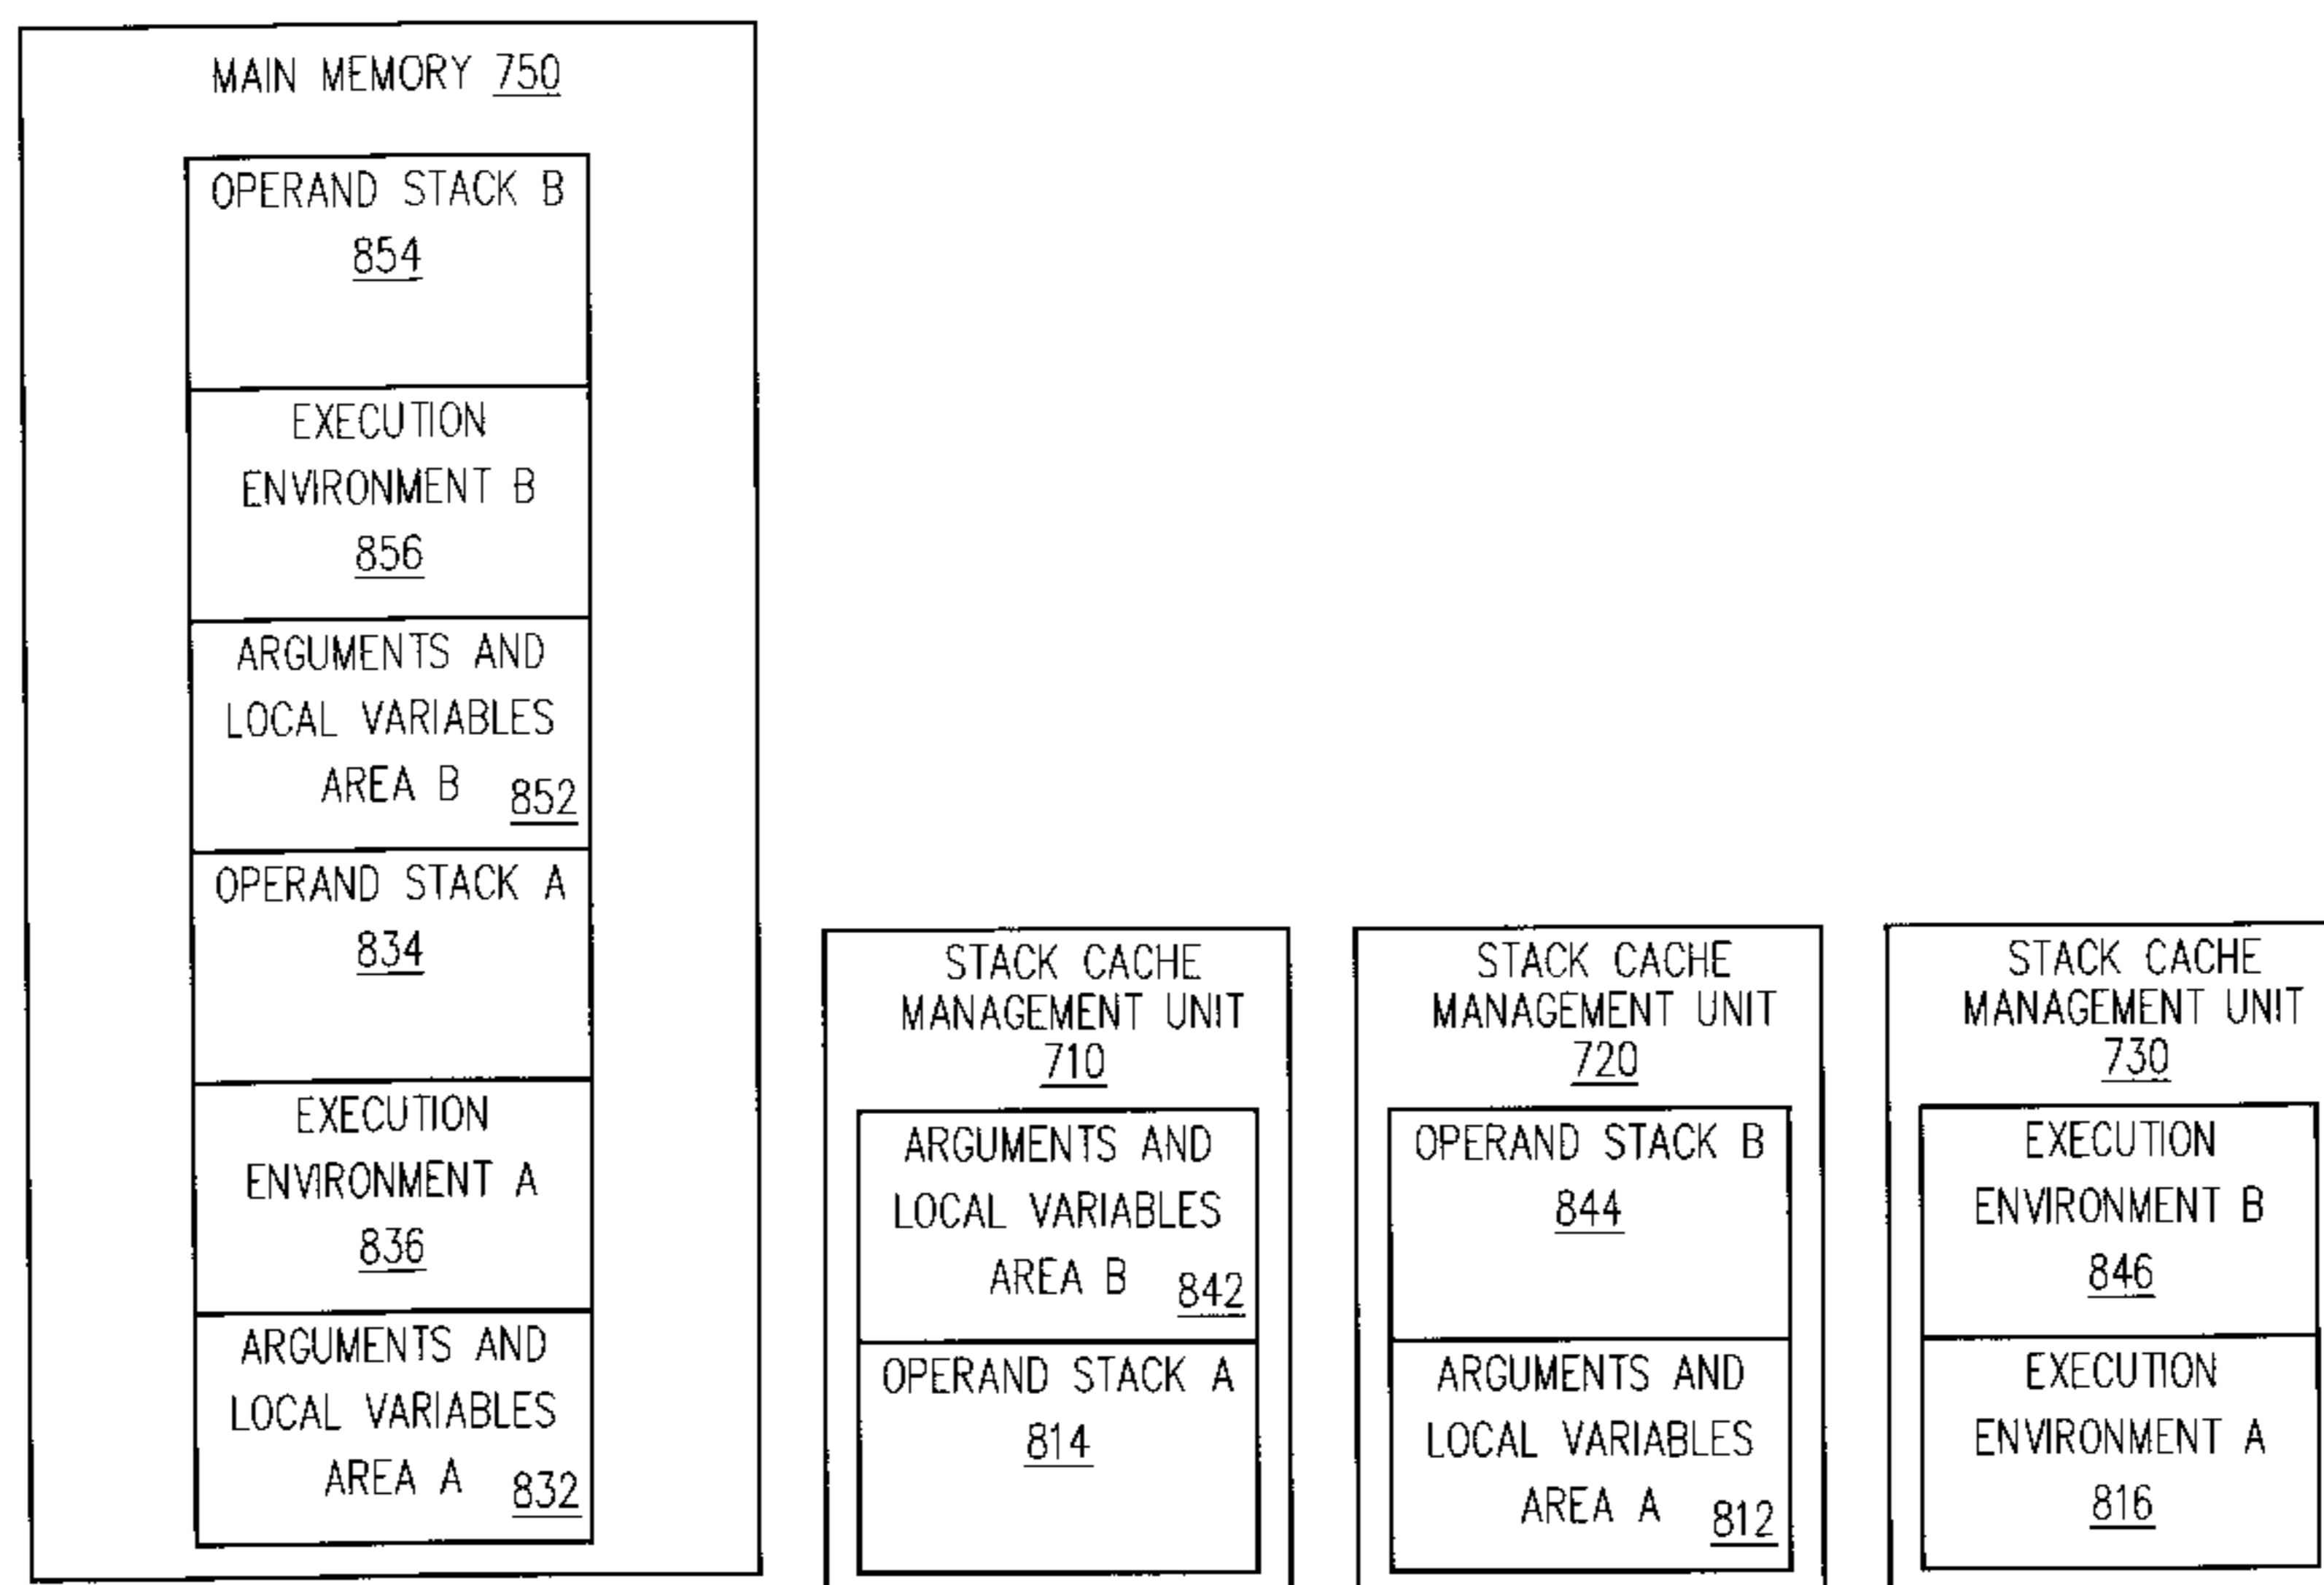 MAIN MEMORY 750
OPERAND STACK B
854
EXECUTION
ENVIRONMENT B
856
ARGUMENTS AND
LOCAL VARIABLES
AREA B 852
OPERAND STACK A
834
EXECUTION
ENVIRONMENT A
836
ARGUMENTS AND
LOCAL VARIABLES
AREA A 832
STACK CACHE
MANAGEMENT UNIT
710
ARGUMENTS AND
LOCAL VARIABLES
AREA B 842
OPERAND STACK A
814
STACK CACHE
MANAGEMENT UNIT
720
OPERAND STACK B
844
ARGUMENTS AND
LOCAL VARIABLES
AREA A 812
STACK CACHE
MANAGEMENT UNIT
730
EXECUTION
ENVIRONMENT B
846
EXECUTION
ENVIRONMENT A
816